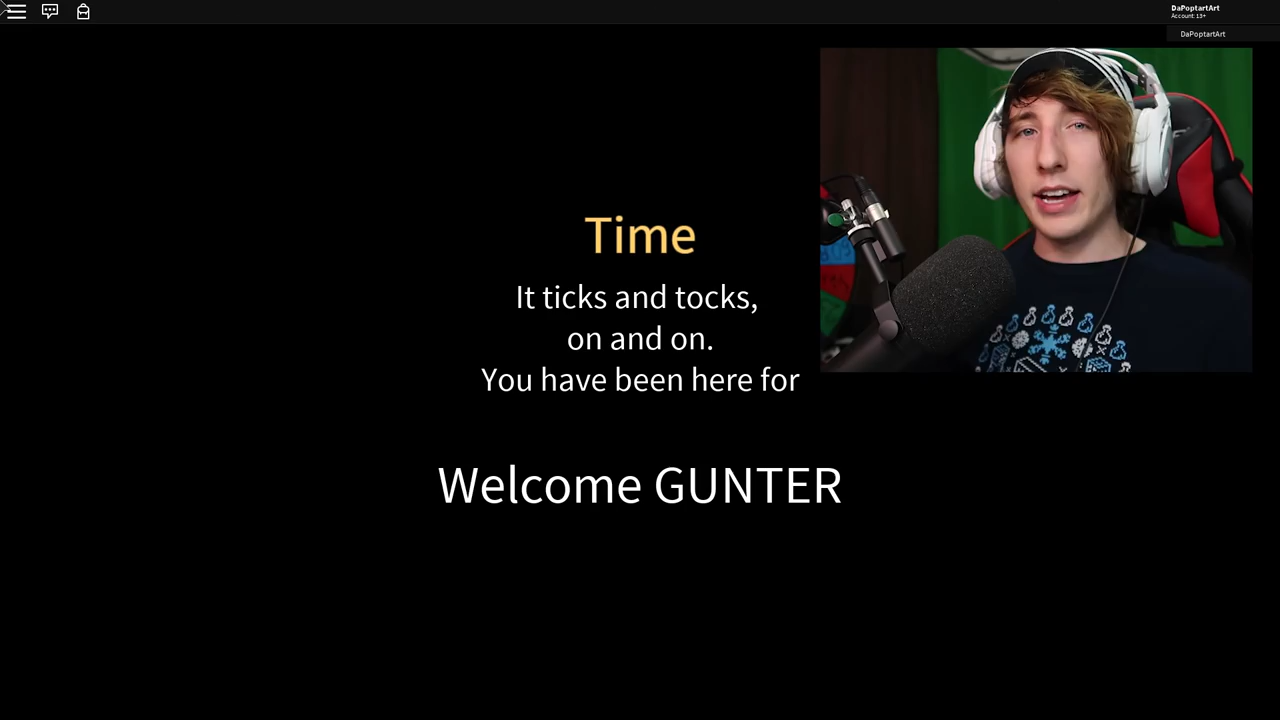 DaPoptartArt
Account: 13+
DaPoptartArt
Time
It ticks and tocks,
on and on.
You have been here for
Welcome GUNTER